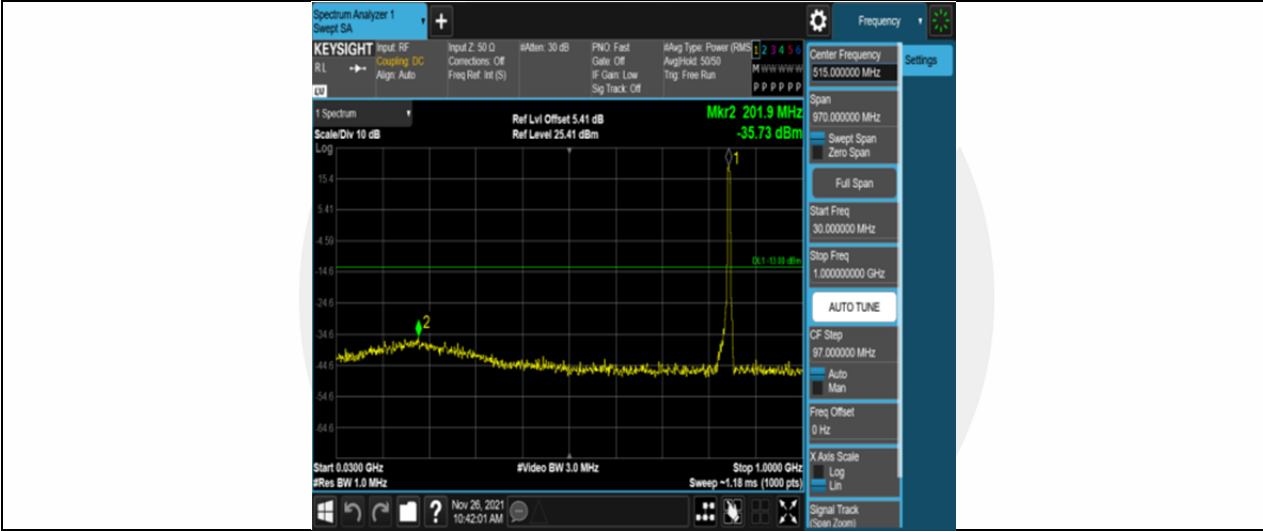 Spectrum Analyzer 1
Swept SA
+
Frequency
KEYSIGHT
RL
LV
Input: RF
Coupling: DC
Align: Auto
Input Z: 50 Ω
Corrections: Off
Freq Ref: Int (S)
#Atten: 30 dB
PNO: Fast
Gate: Off
IF Gain: Low
Sig Track: Off
#Avg Type: Power (RMS
Avg|Hold: 50/50
Trig: Free Run
1 2 3 4 5 6
M W W W W W
P P P P P P
Center Frequency
515.000000 MHz
Settings
1 Spectrum
Scale/Div 10 dB
Log
Ref Lvl Offset 5.41 dB
Ref Level 25.41 dBm
Mkr2 201.9 MHz
-35.73 dBm
15.4
5.41
-4.59
-14.6
-24.6
-34.6
-44.6
-54.6
-64.6
1
DL1 -13.00 dBm
2
Start 0.0300 GHz
#Res BW 1.0 MHz
#Video BW 3.0 MHz
Stop 1.0000 GHz
Sweep ~1.18 ms (1000 pts)
Span
970.000000 MHz
Swept Span
Zero Span
Full Span
Start Freq
30.000000 MHz
Stop Freq
1.000000000 GHz
AUTO TUNE
CF Step
97.000000 MHz
Auto
Man
Freq Offset
0 Hz
X Axis Scale
Log
Lin
Signal Track
(Span Zoom)
?
Nov 26, 2021
10:42:01 AM